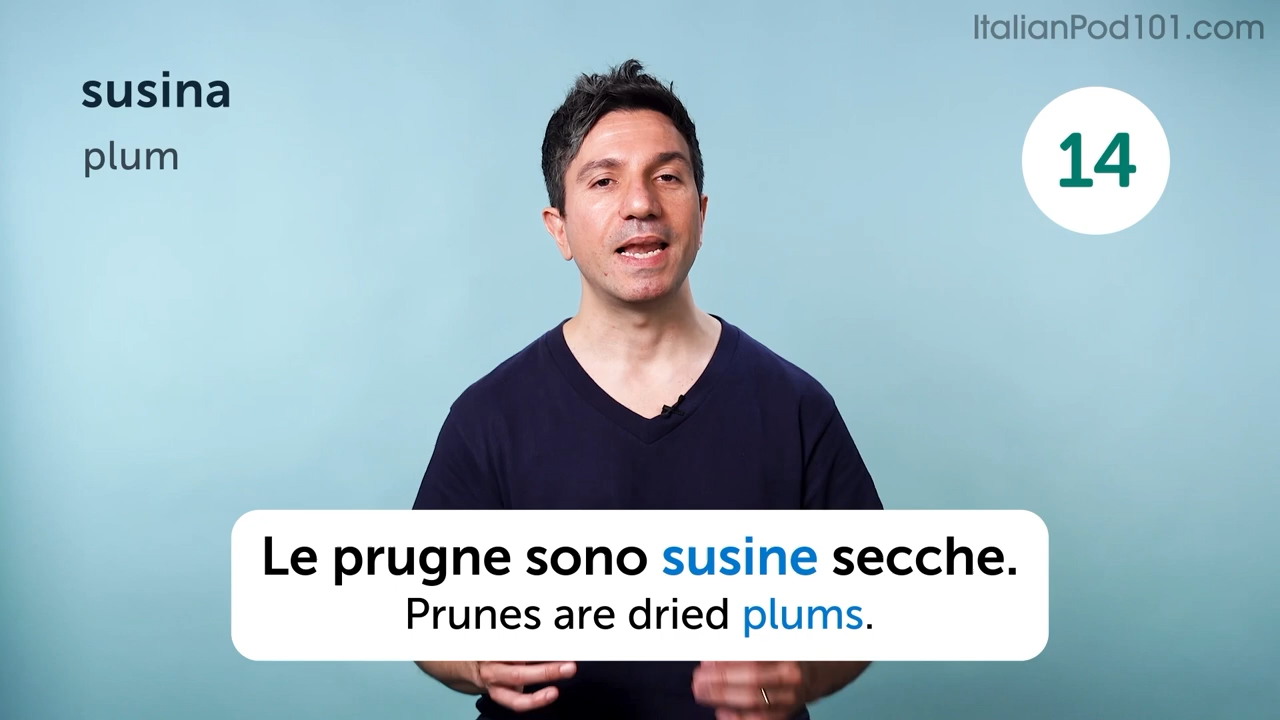 ItalianPod101.com
susina
plum
14
Le prugne sono susine secche.
Prunes are dried plums.